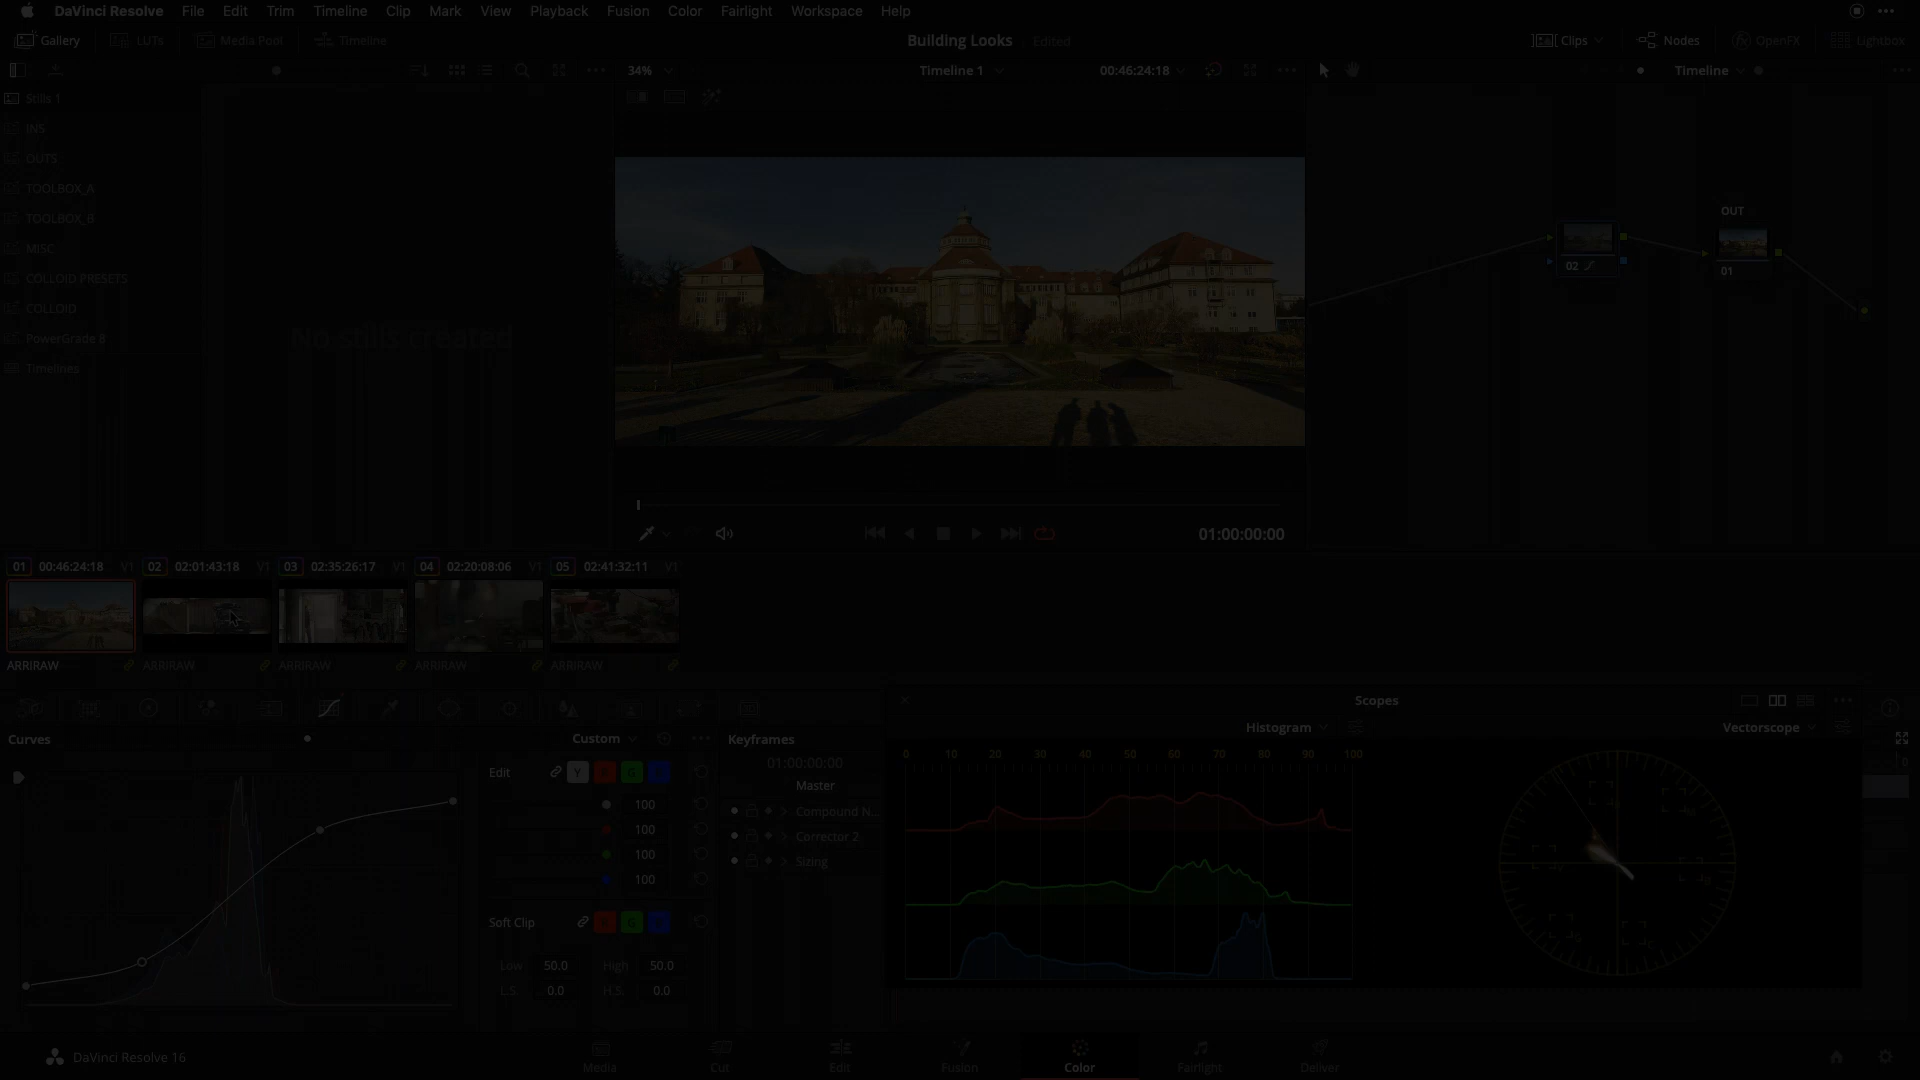 DaVinci Resolve File Edit Trim Timeline Clip Mark View Playback Fusion Color Fairlight Workspace Help
Gallery LUTs Media Pool Timeline Building Looks Edited Clips Nodes OpenFX Lightbox
34% Timeline 1 00:46:24:18 Timeline
Stills 1
INS
OUTS
TOOLBOX_A
TOOLBOX_B
MISC
COLLOID PRESETS
COLLOID
PowerGrade 8
Timelines
No stills created
OUT
02
01
01:00:00:00
01 00:46:24:18 V1 02 02:01:43:18 V1 03 02:35:26:17 V1 04 02:20:08:06 V1 05 02:41:32:11 V1
ARRIRAW ARRIRAW ARRIRAW ARRIRAW ARRIRAW
Curves Custom
Edit Y
100
100
100
100
Soft Clip
Low 50.0 High 50.0
L.S. 0.0 H.S. 0.0
Keyframes
01:00:00:00
Master
Compound N...
Corrector 2
Sizing
Scopes
Histogram Vectorscope
0 10 20 30 40 50 60 70 80 90 100
DaVinci Resolve 16
Media Cut Edit Fusion Color Fairlight Deliver